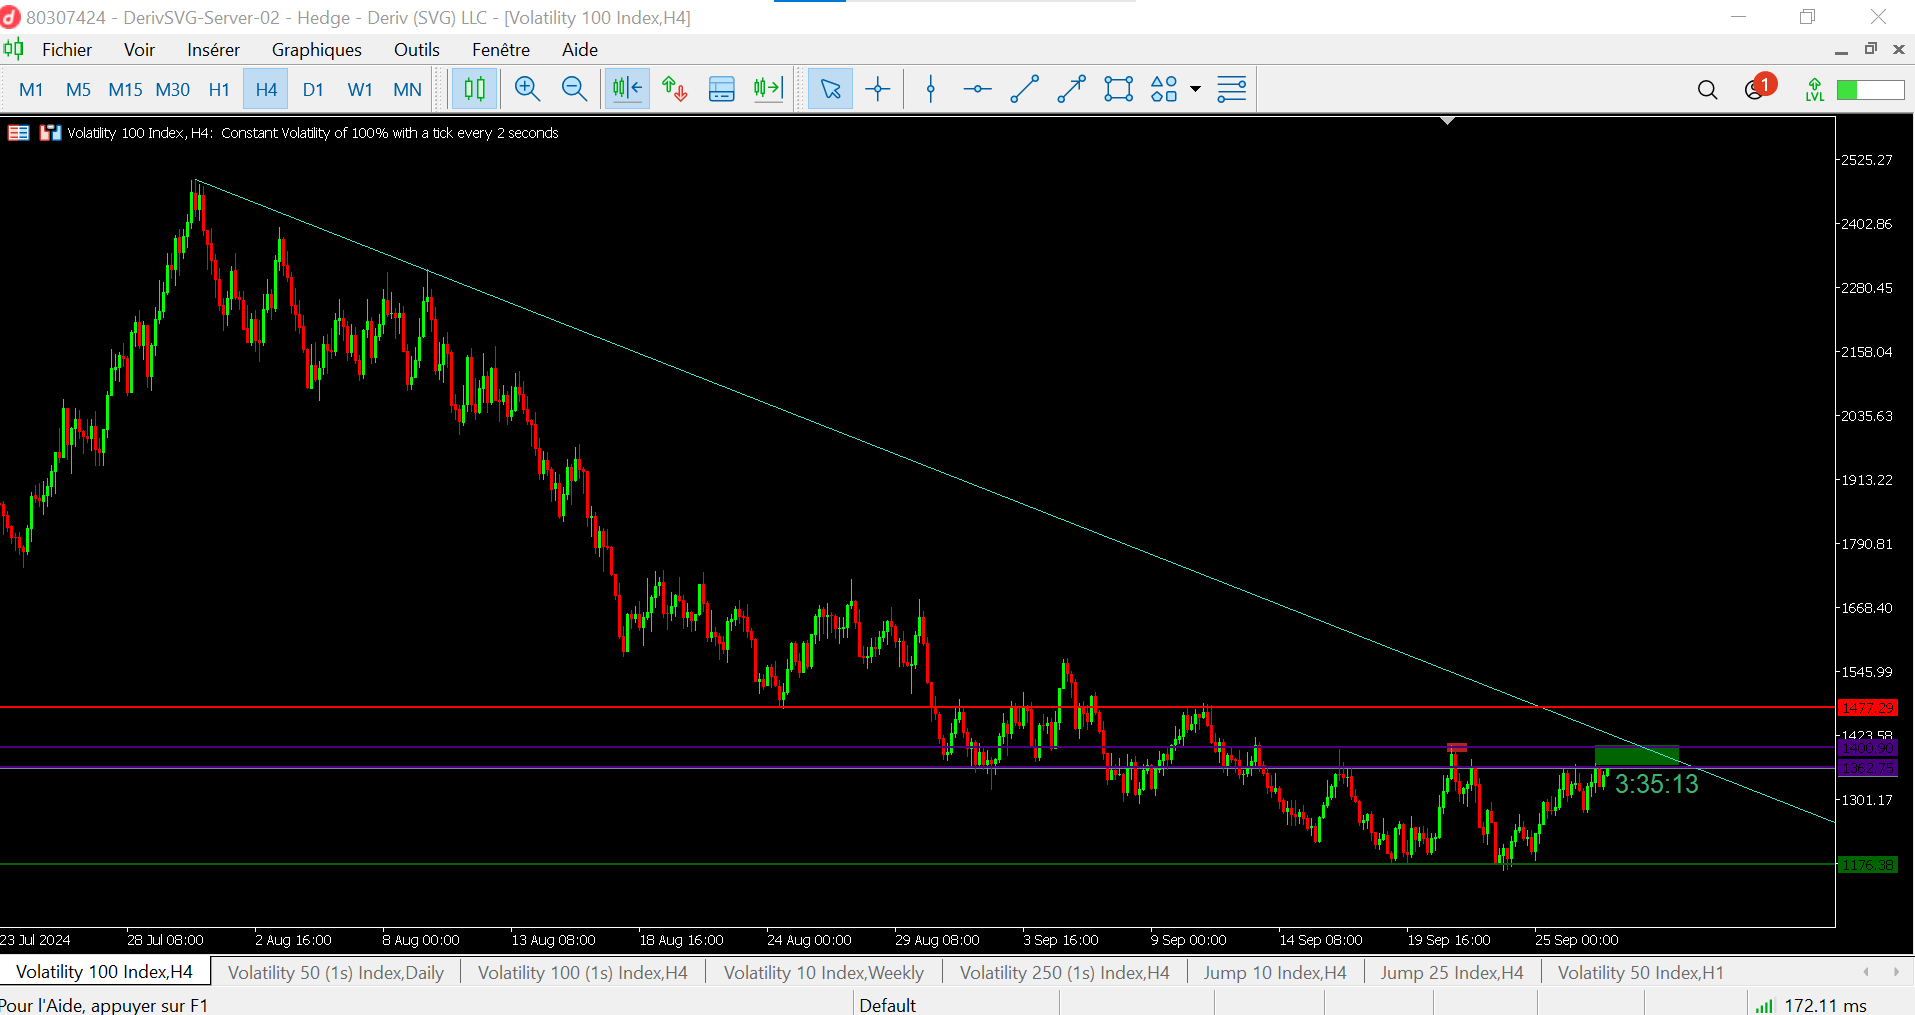 80307424 - DerivSVG-Server-02 - Hedge - Deriv (SVG) LLC - [Volatility 100 Index,H4]
Fichier Voir Insérer Graphiques Outils Fenêtre Aide
M1 M5 M15 M30 H1 H4 D1 W1 MN LVL 1
Volatility 100 Index, H4: Constant Volatility of 100% with a tick every 2 seconds
2525.27
2402.86
2280.45
2158.04
2035.63
1913.22
1790.81
1668.40
1545.99
1477.29
1423.58
1400.90
1362.75
3:35:13
1301.17
1176.38
23 Jul 2024 28 Jul 08:00 2 Aug 16:00 8 Aug 00:00 13 Aug 08:00 18 Aug 16:00 24 Aug 00:00 29 Aug 08:00 3 Sep 16:00 9 Sep 00:00 14 Sep 08:00 19 Sep 16:00 25 Sep 00:00
Volatility 100 Index,H4 Volatility 50 (1s) Index,Daily Volatility 100 (1s) Index,H4 Volatility 10 Index,Weekly Volatility 250 (1s) Index,H4 Jump 10 Index,H4 Jump 25 Index,H4 Volatility 50 Index,H1
Pour l'Aide, appuyer sur F1 Default 172.11 ms